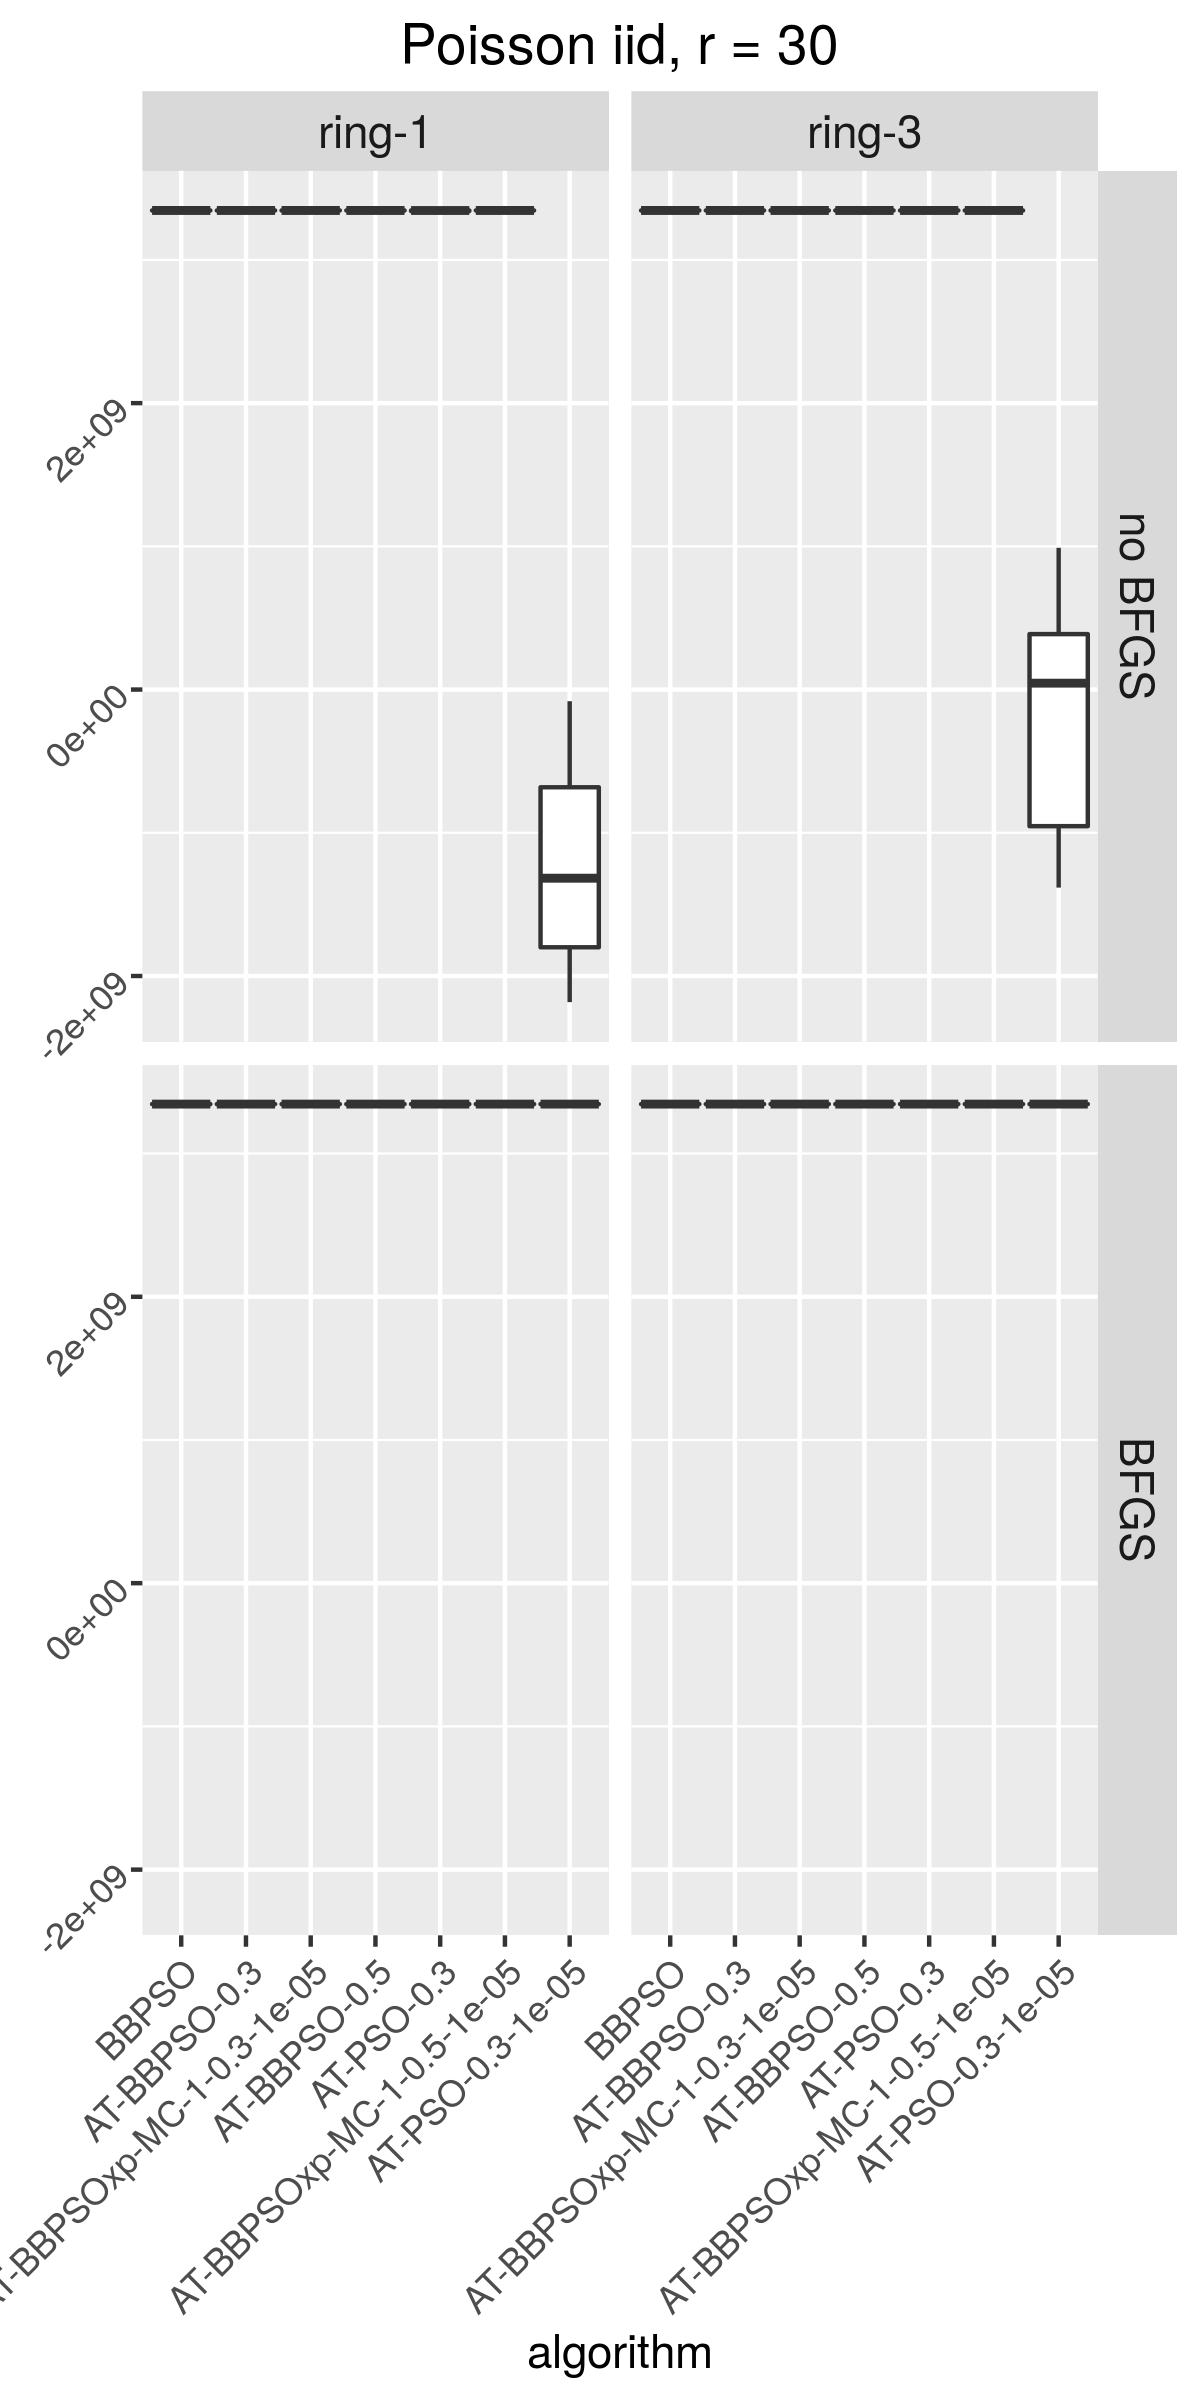 Poisson iid, r = 30
ring-1
ring-3
2e+09
0e+00
-2e+09
no BFGS
2e+09
0e+00
-2e+09
BFGS
BBPSO
AT-BBPSO-0.3
T-BBPSOxp-MC-1-0.3-1e-05
AT-BBPSO-0.5
AT-PSO-0.3
AT-BBPSOxp-MC-1-0.5-1e-05
AT-PSO-0.3-1e-05
BBPSO
AT-BBPSO-0.3
AT-BBPSOxp-MC-1-0.3-1e-05
AT-BBPSO-0.5
AT-PSO-0.3
AT-BBPSOxp-MC-1-0.5-1e-05
AT-PSO-0.3-1e-05
algorithm